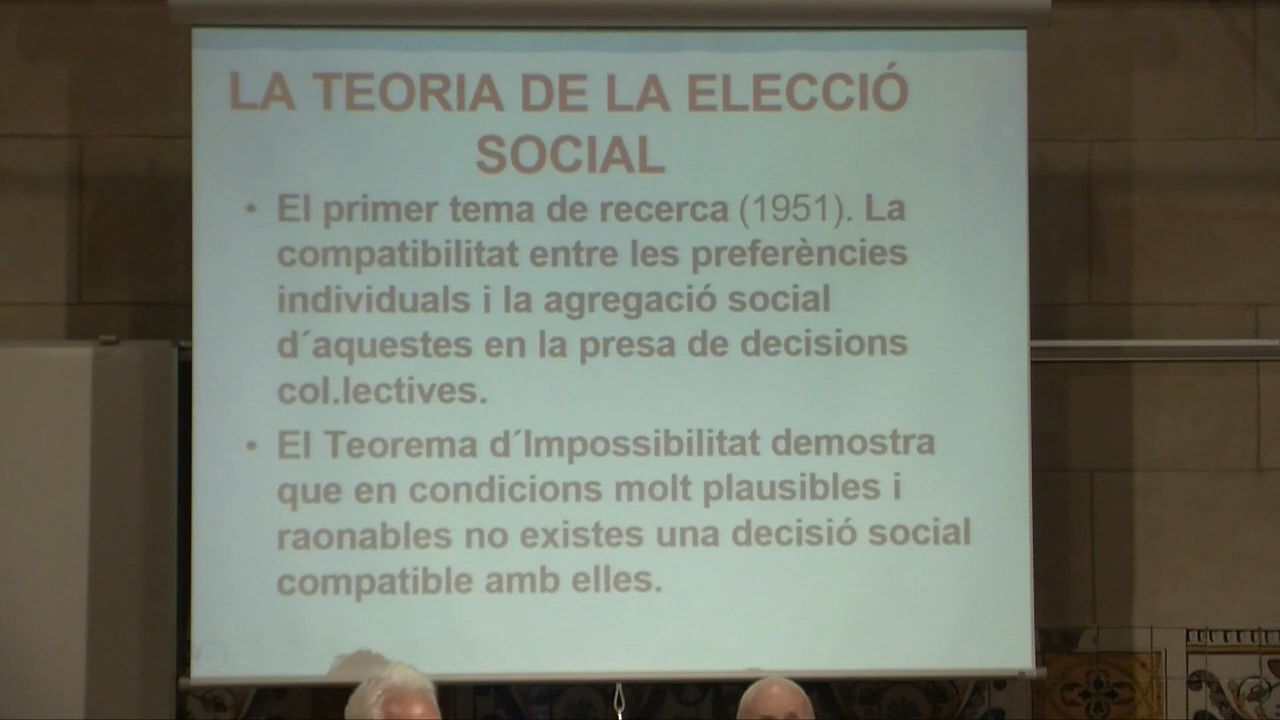 LA TEORIA DE LA ELECCIÓ
SOCIAL
• El primer tema de recerca (1951). La
compatibilitat entre les preferències
individuals i la agregació social
d´aquestes en la presa de decisions
col.lectives.
• El Teorema d´Impossibilitat demostra
que en condicions molt plausibles i
raonables no existes una decisió social
compatible amb elles.